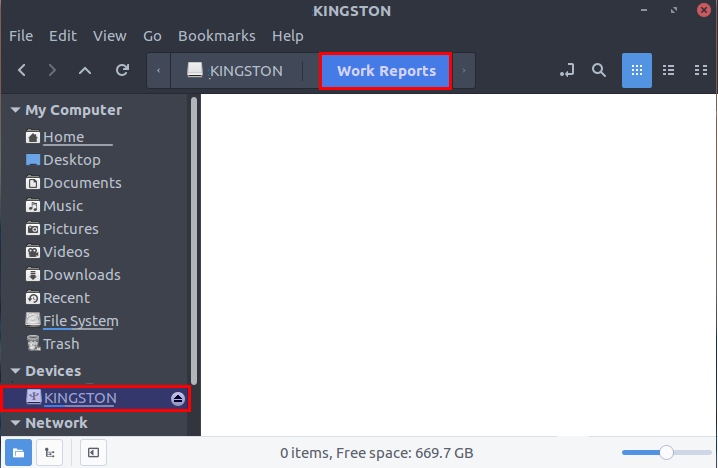 KINGSTON
File Edit View Go Bookmarks Help
KINGSTON Work Reports
My Computer
Home
Desktop
Documents
Music
Pictures
Videos
Downloads
Recent
File System
Trash
Devices
KINGSTON
Network
0 items, Free space: 669.7 GB